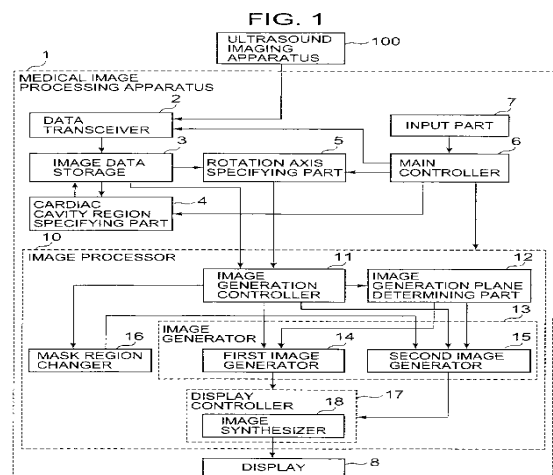 FIG. 1
ULTRASOUND
IMAGING
APPARATUS
100
1
MEDICAL IMAGE
PROCESSING APPARATUS
2
DATA
TRANSCEIVER
7
INPUT PART
3
IMAGE DATA
STORAGE
5
ROTATION AXIS
SPECIFYING PART
6
MAIN
CONTROLLER
4
CARDIAC
CAVITY REGION
SPECIFYING PART
10
IMAGE PROCESSOR
11
IMAGE
GENERATION
CONTROLLER
12
IMAGE
GENERATION PLANE
DETERMINING PART
13
IMAGE
GENERATOR
16
MASK REGION
CHANGER
14
FIRST IMAGE
GENERATOR
15
SECOND IMAGE
GENERATOR
17
DISPLAY
CONTROLLER
18
IMAGE
SYNTHESIZER
8
DISPLAY